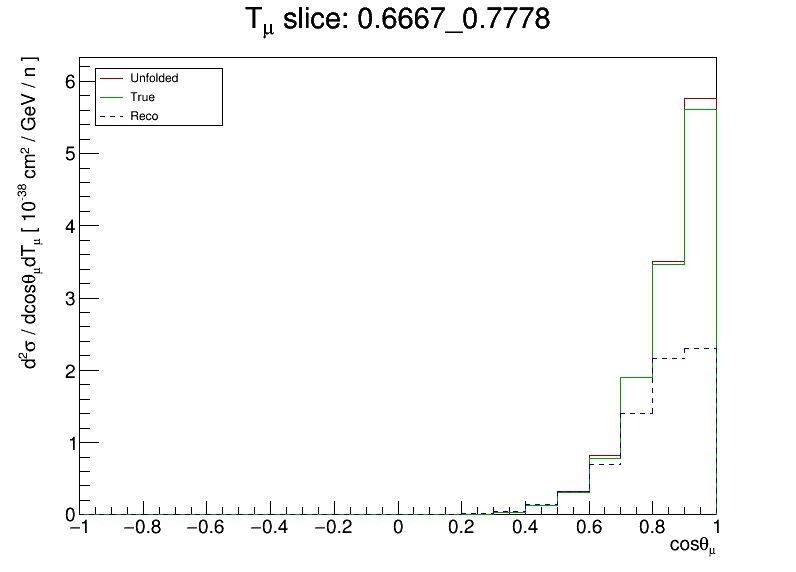 Tμ slice: 0.6667_0.7778
d²σ / dcosθμdTμ [ 10⁻³⁸ cm² / GeV / n ]
Unfolded
True
Reco
6
5
4
3
2
1
0
−1 −0.8 −0.6 −0.4 −0.2 0 0.2 0.4 0.6 0.8 1
cosθμ